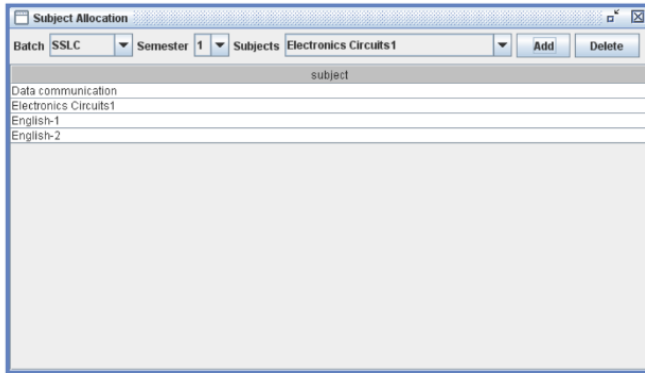 Subject Allocation
Batch SSLC Semester 1 Subjects Electronics Circuits1 Add Delete
subject
Data communication
Electronics Circuits1
English-1
English-2